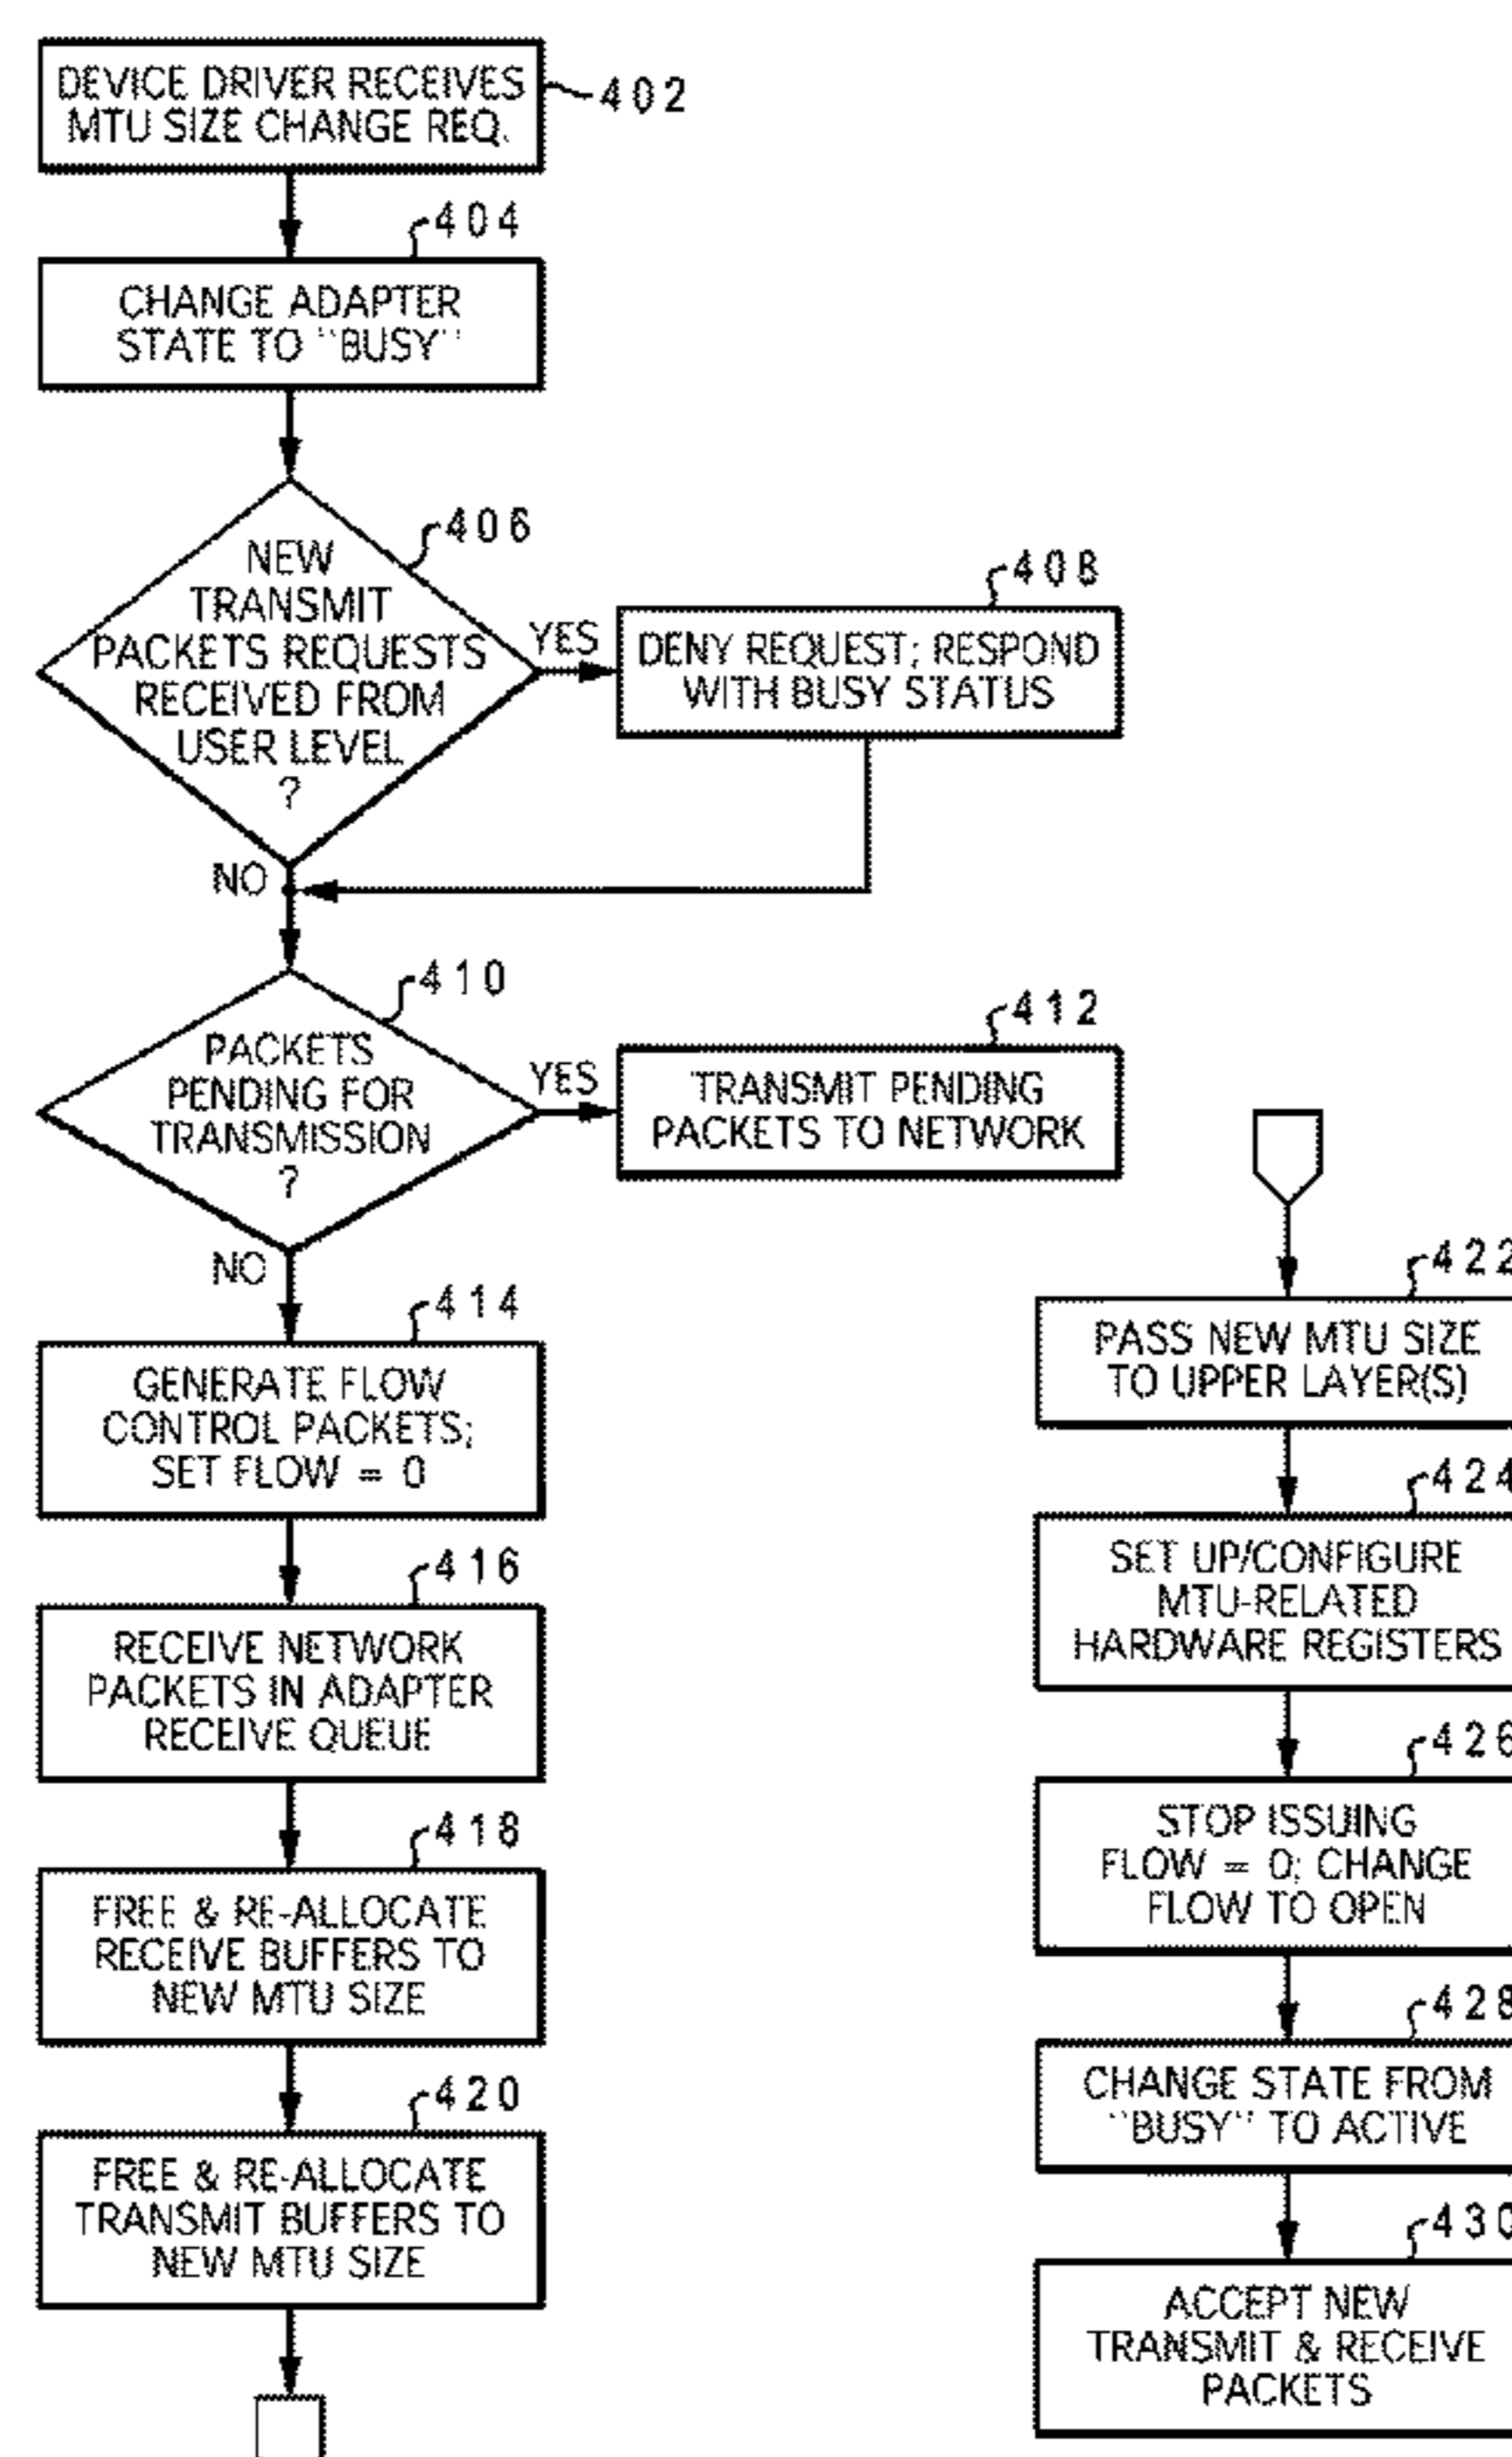 DEVICE DRIVER RECEIVES
MTU SIZE CHANGE REQ.
402
404
CHANGE ADAPTER
STATE TO "BUSY"
406
NEW
TRANSMIT
PACKETS REQUESTS
RECEIVED FROM
USER LEVEL
?
YES
408
DENY REQUEST; RESPOND
WITH BUSY STATUS
NO
410
PACKETS
PENDING FOR
TRANSMISSION
?
YES
412
TRANSMIT PENDING
PACKETS TO NETWORK
NO
414
GENERATE FLOW
CONTROL PACKETS;
SET FLOW = 0
416
RECEIVE NETWORK
PACKETS IN ADAPTER
RECEIVE QUEUE
418
FREE & RE-ALLOCATE
RECEIVE BUFFERS TO
NEW MTU SIZE
420
FREE & RE-ALLOCATE
TRANSMIT BUFFERS TO
NEW MTU SIZE
422
PASS NEW MTU SIZE
TO UPPER LAYER(S)
424
SET UP/CONFIGURE
MTU-RELATED
HARDWARE REGISTERS
426
STOP ISSUING
FLOW = 0; CHANGE
FLOW TO OPEN
428
CHANGE STATE FROM
"BUSY" TO ACTIVE
430
ACCEPT NEW
TRANSMIT & RECEIVE
PACKETS